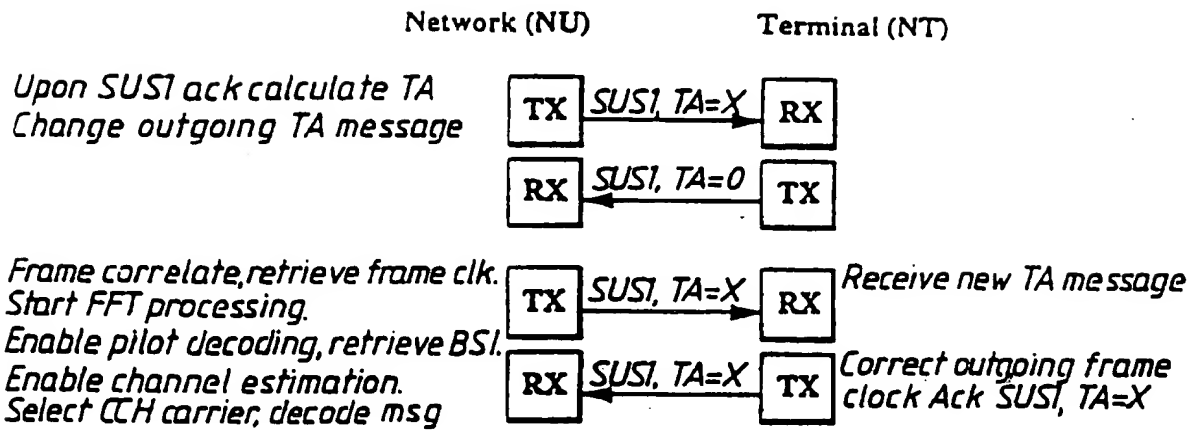 Network (NU) Terminal (NT)
Upon SUS1 ack calculate TA
Change outgoing TA message
TX SUS1, TA=X RX
RX SUS1, TA=0 TX
Frame correlate, retrieve frame clk.
Start FFT processing.
Enable pilot decoding, retrieve BSI.
Enable channel estimation.
Select CCH carrier, decode msg
TX SUS1, TA=X RX
Receive new TA message
RX SUS1, TA=X TX
Correct outgoing frame
clock Ack SUS1, TA=X